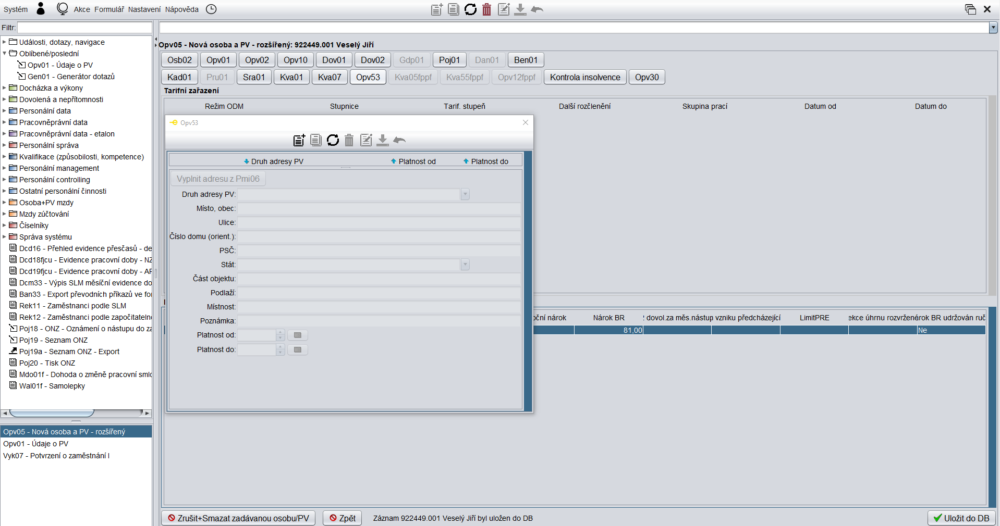 Systém Akce Formulář Nastavení Nápověda
Filtr:
Události, dotazy, navigace
Oblíbené/poslední
Opv01 - Údaje o PV
Gen01 - Generátor dotazů
Docházka a výkony
Dovolená a nepřítomnosti
Personální data
Pracovněprávní data
Pracovněprávní data - etalon
Personální správa
Kvalifikace (způsobilosti, kompetence)
Personální management
Personální controlling
Ostatní personální činnosti
Osoba+PV mzdy
Mzdy zúčtování
Číselníky
Správa systému
Dcd16 - Přehled evidence přesčasů - de
Dcd18fjcu - Evidence pracovní doby - NZ
Dcd19fjcu - Evidence pracovní doby - AF
Dcm33 - Výpis SLM měsíční evidence do
Ban33 - Export převodních příkazů ve for
Rek11 - Zaměstnanci podle SLM
Rek12 - Zaměstnanci podle započitatelné
Poj18 - ONZ - Oznámení o nástupu do za
Poj19 - Seznam ONZ
Poj19a - Seznam ONZ - Export
Poj20 - Tisk ONZ
Mdo01f - Dohoda o změně pracovní smlo
Wal01f - Samolepky
Opv05 - Nová osoba a PV - rozšířený
Opv01 - Údaje o PV
Vyk07 - Potvrzení o zaměstnání I
Opv05 - Nová osoba a PV - rozšířený: 922449.001 Veselý Jiří
Osb02 Opv01 Opv02 Opv10 Dov01 Dov02 Gdp01 Poj01 Dan01 Ben01
Kad01 Pru01 Sra01 Kva01 Kva07 Opv53 Kva05fppf Kva55fppf Opv12fppf Kontrola insolvence Opv30
Tarifní zařazení
Režim ODM Stupnice Tarif. stupeň Další rozčlenění Skupina prací Datum od Datum do
Opv53
Druh adresy PV Platnost od Platnost do
Vyplnit adresu z Pmi06
Druh adresy PV:
Místo, obec:
Ulice:
Číslo domu (orient.):
PSČ:
Stát:
Část objektu:
Podlaží:
Místnost:
Poznámka:
Platnost od:
Platnost do:
oční nárok Nárok BR dovol.za měs.nástup vzniku předcházející LimitPRE ekce úhrnu rozvržené rok BR udržován ruč
81,00 Ne
Zrušit+Smazat zadávanou osobu/PV Zpět Záznam 922449.001 Veselý Jiří byl uložen do DB Uložit do DB